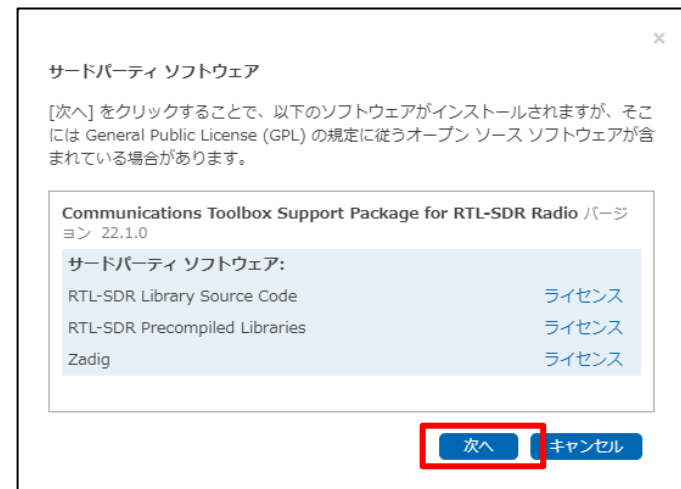 ×
サードパーティ ソフトウェア
[次へ] をクリックすることで、以下のソフトウェアがインストールされますが、そこ
には General Public License (GPL) の規定に従うオープン ソース ソフトウェアが含
まれている場合があります。
Communications Toolbox Support Package for RTL-SDR Radio バージ
ョン 22.1.0
サードパーティ ソフトウェア:
RTL-SDR Library Source Code ライセンス
RTL-SDR Precompiled Libraries ライセンス
Zadig ライセンス
次へ キャンセル